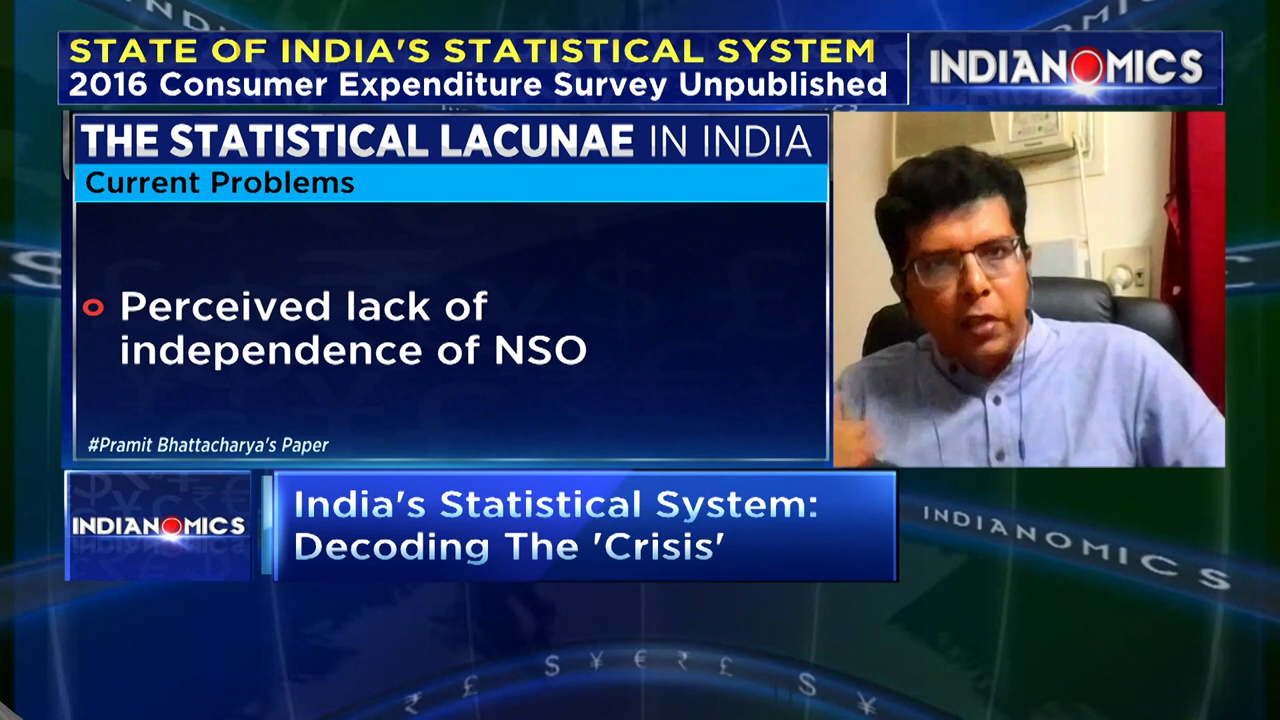 STATE OF INDIA'S STATISTICAL SYSTEM
2016 Consumer Expenditure Survey Unpublished
INDIANOMICS
THE STATISTICAL LACUNAE IN INDIA
Current Problems
Perceived lack of
independence of NSO
#Pramit Bhattacharya's Paper
INDIANOMICS
India's Statistical System:
Decoding The 'Crisis'
INDIANOMICS
$ ¥ € ₹ £ $ ¥
₹ £